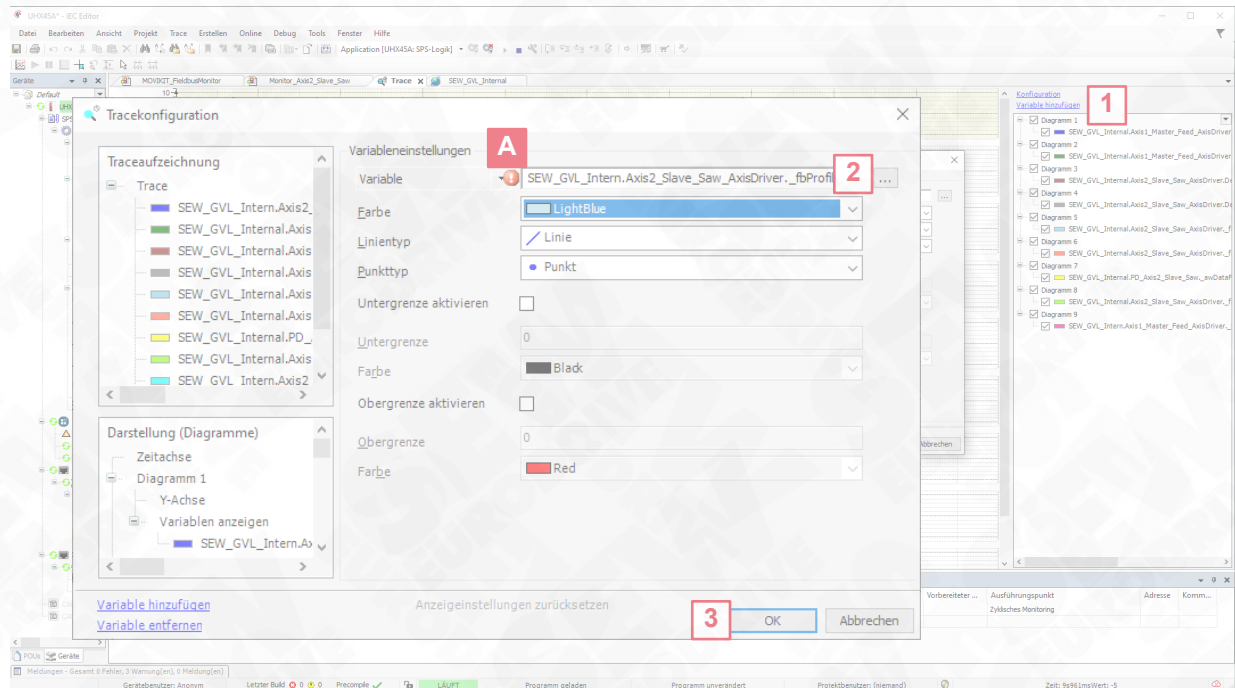 UHX45A* - IEC Editor
Datei Bearbeiten Ansicht Projekt Trace Erstellen Online Debug Tools Fenster Hilfe
Application [UHX45A: SPS-Logik]
Geräte
MOVIKIT_FieldbusMonitor
Monitor_Axis2_Slave_Saw
Trace
SEW_GVL_Internal
Default
10
Konfiguration
Variable hinzufügen
1
Diagramm 1
SEW_GVL_Internal.Axis1_Master_Feed_AxisDriver
Diagramm 2
SEW_GVL_Internal.Axis1_Master_Feed_AxisDriver
Diagramm 3
SEW_GVL_Internal.Axis2_Slave_Saw_AxisDriver.De
Diagramm 4
SEW_GVL_Internal.Axis2_Slave_Saw_AxisDriver.De
Diagramm 5
SEW_GVL_Internal.Axis2_Slave_Saw_AxisDriver._f
Diagramm 6
SEW_GVL_Internal.Axis2_Slave_Saw_AxisDriver._f
Diagramm 7
SEW_GVL_Internal.PD_Axis2_Slave_Saw._awDataP
Diagramm 8
SEW_GVL_Internal.Axis2_Slave_Saw_AxisDriver._f
Diagramm 9
SEW_GVL_Intern.Axis1_Master_Feed_AxisDriver._
Tracekonfiguration
Traceaufzeichnung
Trace
SEW_GVL_Intern.Axis2_
SEW_GVL_Internal.Axis
SEW_GVL_Internal.Axis
SEW_GVL_Internal.Axis
SEW_GVL_Internal.Axis
SEW_GVL_Internal.Axis
SEW_GVL_Internal.PD_
SEW_GVL_Internal.Axis
SEW_GVL_Intern.Axis2
Darstellung (Diagramme)
Zeitachse
Diagramm 1
Y-Achse
Variablen anzeigen
SEW_GVL_Intern.Ax
Variable hinzufügen
Variable entfernen
Variableneinstellungen
A
Variable SEW_GVL_Intern.Axis2_Slave_Saw_AxisDriver._fbProfil 2 ...
Farbe LightBlue
Linientyp Linie
Punkttyp Punkt
Untergrenze aktivieren
Untergrenze 0
Farbe Black
Obergrenze aktivieren
Obergrenze 0
Farbe Red
Anzeigeinstellungen zurücksetzen
3 OK Abbrechen
Abbrechen
Vorbereiteter ... Ausführungspunkt Adresse Komm...
Zyklisches Monitoring
POUs Geräte
Meldungen - Gesamt 0 Fehler, 3 Warnung(en), 0 Meldung(en)
Gerätebenutzer: Anonym Letzter Build 0 0 Precompile LÄUFT Programm geladen Programm unverändert Projektbenutzer: (niemand) Zeit: 9s961msWert: -5